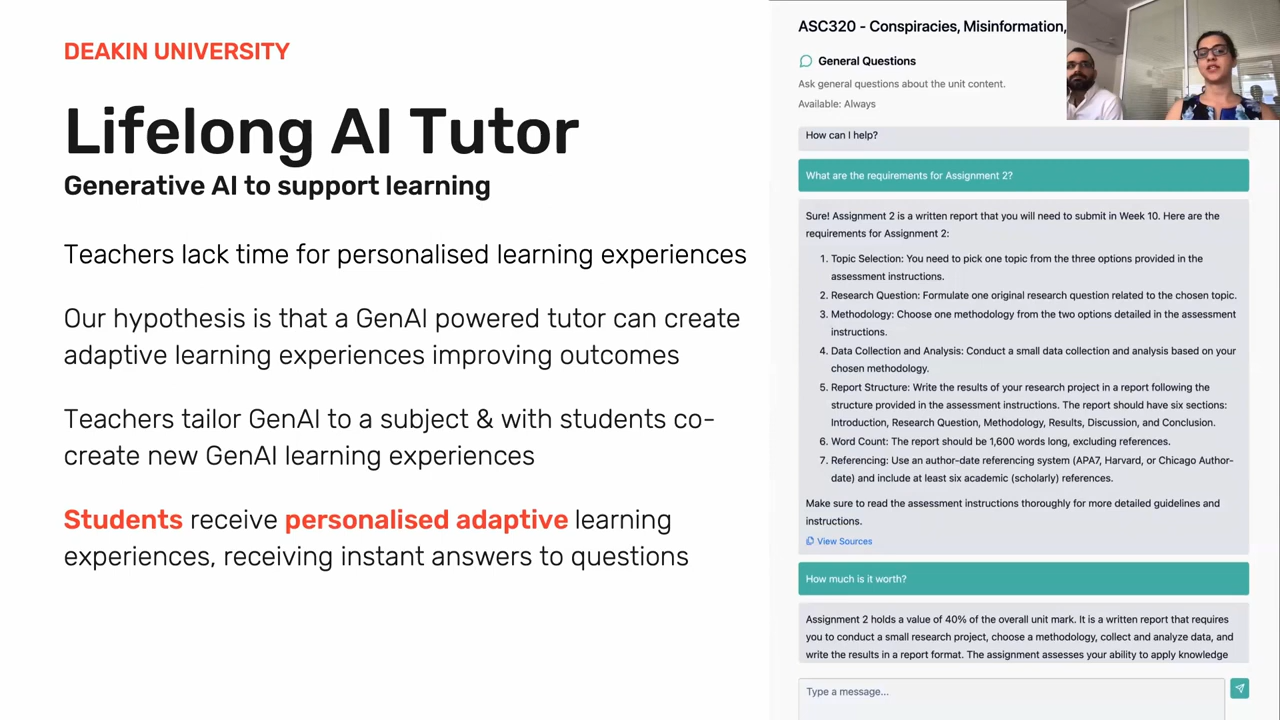 DEAKIN UNIVERSITY
Lifelong AI Tutor
Generative AI to support learning
Teachers lack time for personalised learning experiences
Our hypothesis is that a GenAI powered tutor can create
adaptive learning experiences improving outcomes
Teachers tailor GenAI to a subject & with students co-
create new GenAI learning experiences
Students receive personalised adaptive learning
experiences, receiving instant answers to questions
ASC320 - Conspiracies, Misinformation,
General Questions
Ask general questions about the unit content.
Available: Always
How can I help?
What are the requirements for Assignment 2?
Sure! Assignment 2 is a written report that you will need to submit in Week 10. Here are the
requirements for Assignment 2:
1. Topic Selection: You need to pick one topic from the three options provided in the
assessment instructions.
2. Research Question: Formulate one original research question related to the chosen topic.
3. Methodology: Choose one methodology from the two options detailed in the assessment
instructions.
4. Data Collection and Analysis: Conduct a small data collection and analysis based on your
chosen methodology.
5. Report Structure: Write the results of your research project in a report following the
structure provided in the assessment instructions. The report should have six sections:
Introduction, Research Question, Methodology, Results, Discussion, and Conclusion.
6. Word Count: The report should be 1,600 words long, excluding references.
7. Referencing: Use an author-date referencing system (APA7, Harvard, or Chicago Author-
date) and include at least six academic (scholarly) references.
Make sure to read the assessment instructions thoroughly for more detailed guidelines and
instructions.
View Sources
How much is it worth?
Assignment 2 holds a value of 40% of the overall unit mark. It is a written report that requires
you to conduct a small research project, choose a methodology, collect and analyze data, and
write the results in a report format. The assignment assesses your ability to apply knowledge
Type a message...